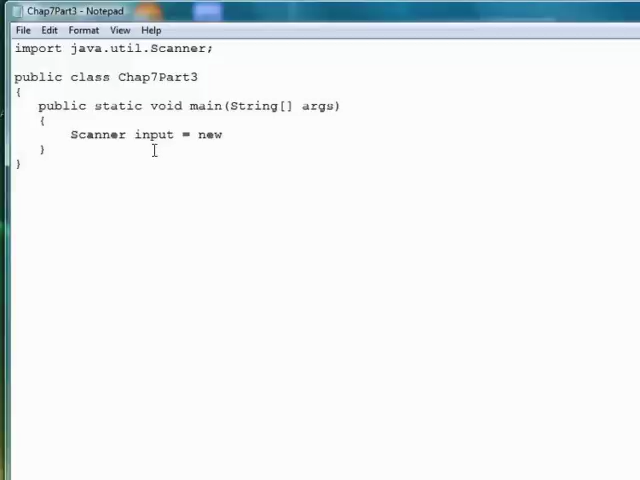 Chap7Part3 - Notepad
File Edit Format View Help
import java.util.Scanner;
public class Chap7Part3
{
public static void main(String[] args)
{
Scanner input = new
}
}